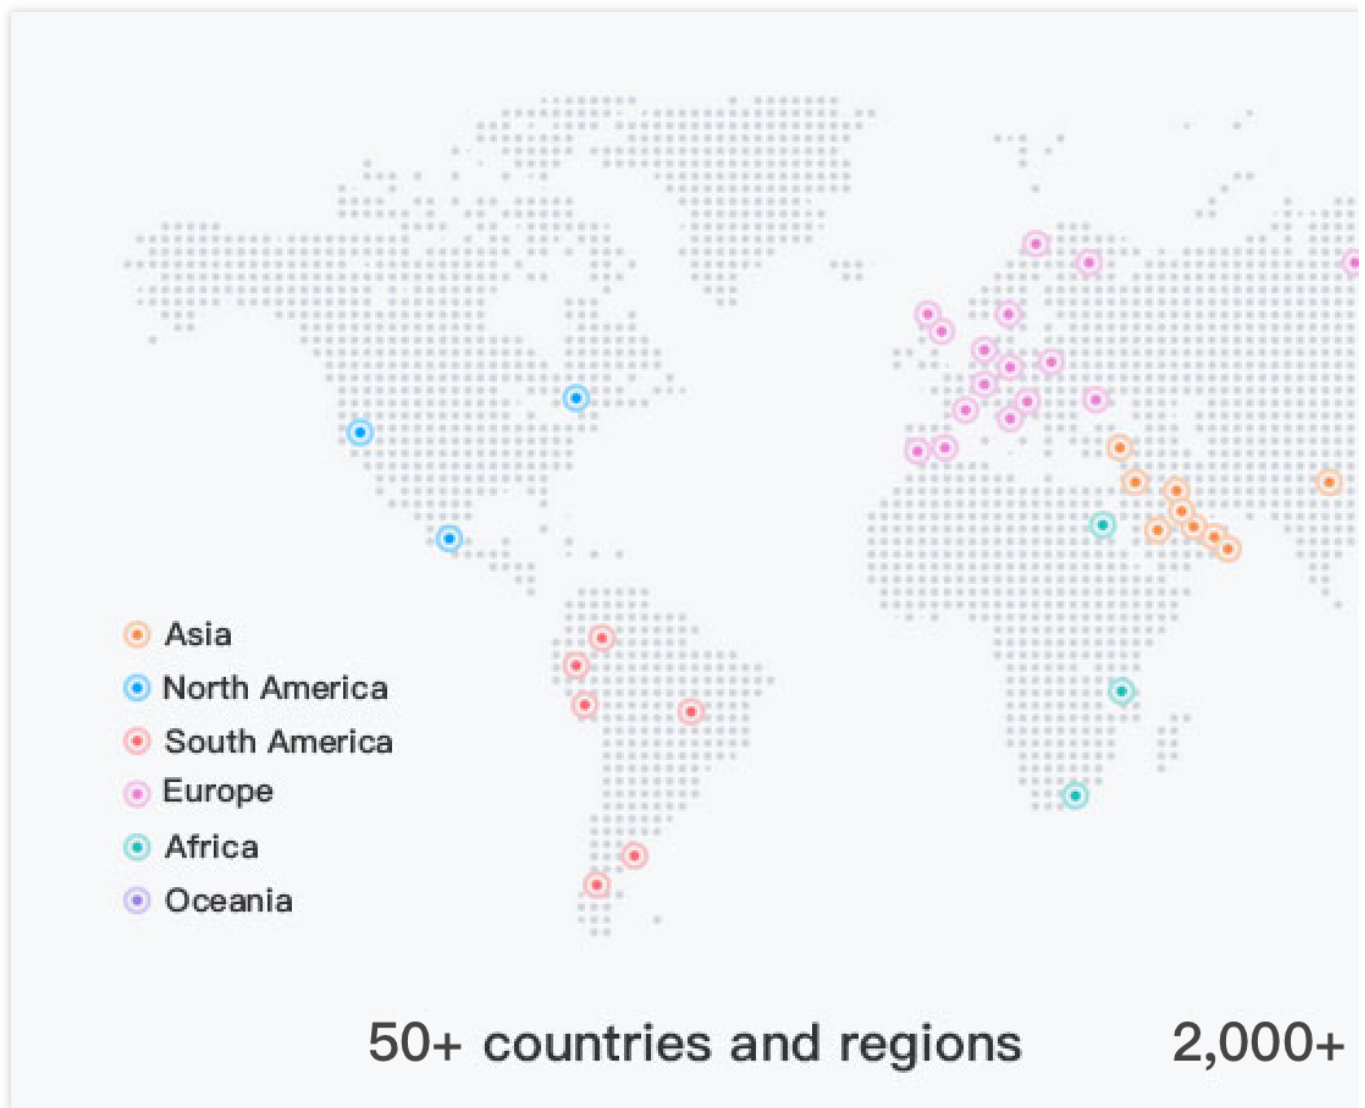 Asia
North America
South America
Europe
Africa
Oceania
50+ countries and regions
2,000+